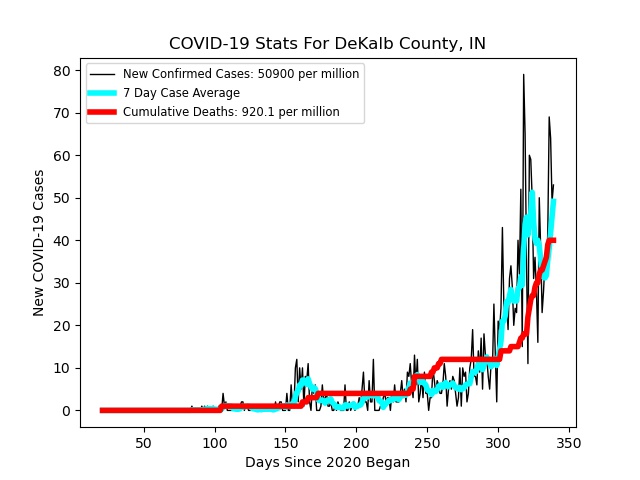 COVID-19 Stats For DeKalb County, IN
New Confirmed Cases: 50900 per million
7 Day Case Average
Cumulative Deaths: 920.1 per million
New COVID-19 Cases
80
70
60
50
40
30
20
10
0
50 100 150 200 250 300 350
Days Since 2020 Began